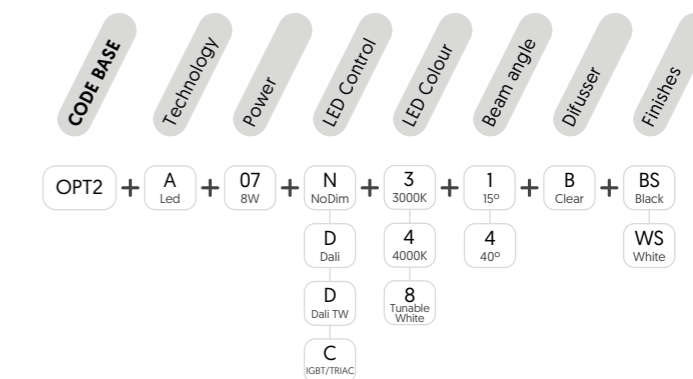 CODE BASE
Technology
Power
LED Control
LED Colour
Beam angle
Difusser
Finishes
OPT2 + A + 07 + N + 3 + 1 + B + BS
Led 8W NoDim 3000K 15º Clear Black
D 4 4 WS
Dali 4000K 40º White
D 8
Dali TW Tunable
White
C
IGBT/TRIAC